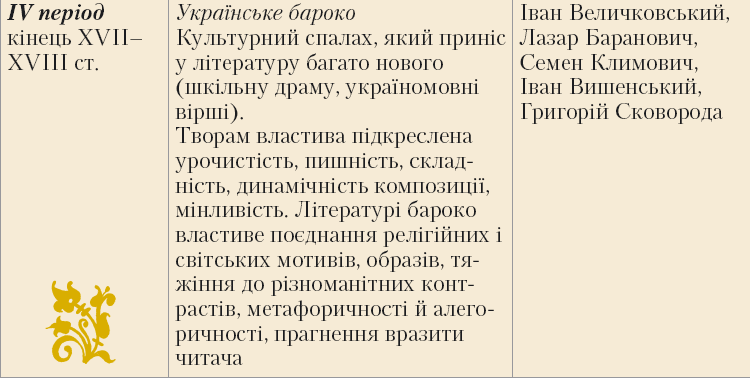 IV період
кінець XVII–
XVIII ст.
Українське бароко
Культурний спалах, який приніс
у літературу багато нового
(шкільну драму, україномовні
вірші).
Творам властива підкреслена
урочистість, пишність, склад-
ність, динамічність композиції,
мінливість. Літературі бароко
властиве поєднання релігійних і
світських мотивів, образів, тя-
жіння до різноманітних конт-
растів, метафоричності й алего-
ричності, прагнення вразити
читача
Іван Величковський,
Лазар Баранович,
Семен Климович,
Іван Вишенський,
Григорій Сковорода